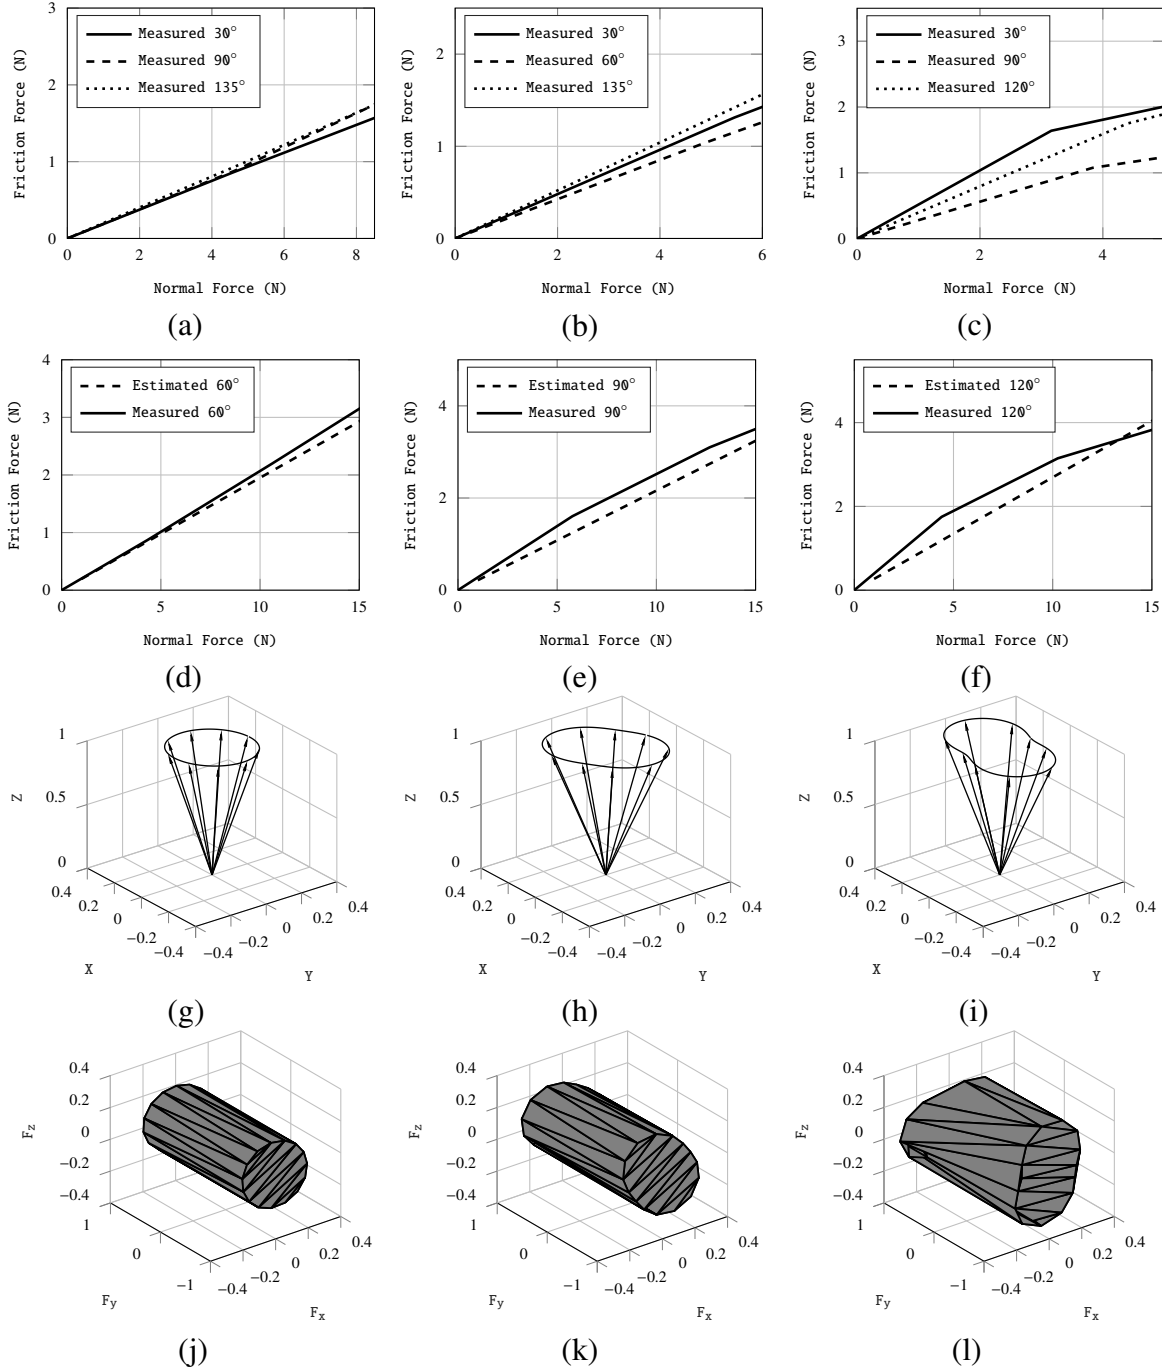 3
2
1
0
Friction Force (N)
Measured 30°
Measured 90°
Measured 135°
0 2 4 6 8
Normal Force (N)
(a)
2
1
0
Friction Force (N)
Measured 30°
Measured 60°
Measured 135°
0 1 2 3 4 5 6
Normal Force (N)
(b)
3
2
1
0
Friction Force (N)
Measured 30°
Measured 90°
Measured 120°
0 2 4
Normal Force (N)
(c)
4
3
2
1
0
Friction Force (N)
Estimated 60°
Measured 60°
0 5 10 15
Normal Force (N)
(d)
4
2
0
Friction Force (N)
Estimated 90°
Measured 90°
0 5 10 15
Normal Force (N)
(e)
4
2
0
Friction Force (N)
Estimated 120°
Measured 120°
0 5 10 15
Normal Force (N)
(f)
1
0.5
0
Z
0.4 0.2 0 −0.2 −0.4
X
−0.4 −0.2 0 0.2 0.4
Y
(g)
1
0.5
0
Z
0.4 0.2 0 −0.2 −0.4
X
−0.4 −0.2 0 0.2 0.4
Y
(h)
1
0.5
0
Z
0.4 0.2 0 −0.2 −0.4
X
−0.4 −0.2 0 0.2 0.4
Y
(i)
0.4
0.2
0
−0.2
−0.4
Fz
1 0 −1
Fy
−0.4 −0.2 0 0.2 0.4
Fx
(j)
0.4
0.2
0
−0.2
−0.4
Fz
1 0 −1
Fy
−0.4 −0.2 0 0.2 0.4
Fx
(k)
0.4
0.2
0
−0.2
−0.4
Fz
1 0 −1
Fy
−0.4 −0.2 0 0.2 0.4
Fx
(l)